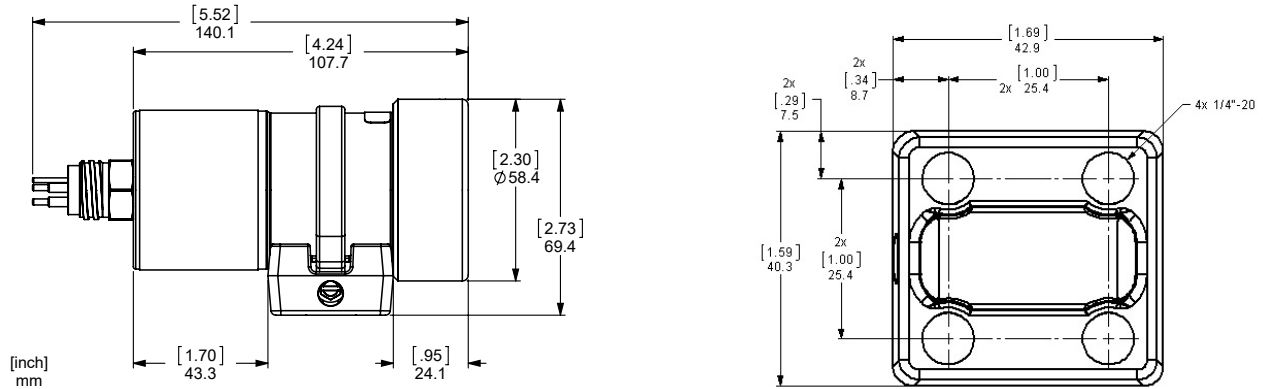 [5.52]
140.1
[4.24]
107.7
[2.30]
Ø58.4
[2.73]
69.4
[1.70]
43.3
[.95]
24.1
[inch]
mm
[1.69]
42.9
2x
[.34]
8.7
[1.00]
2x 25.4
2x
[.29]
7.5
4x 1/4"-20
[1.59]
40.3
2x
[1.00]
25.4